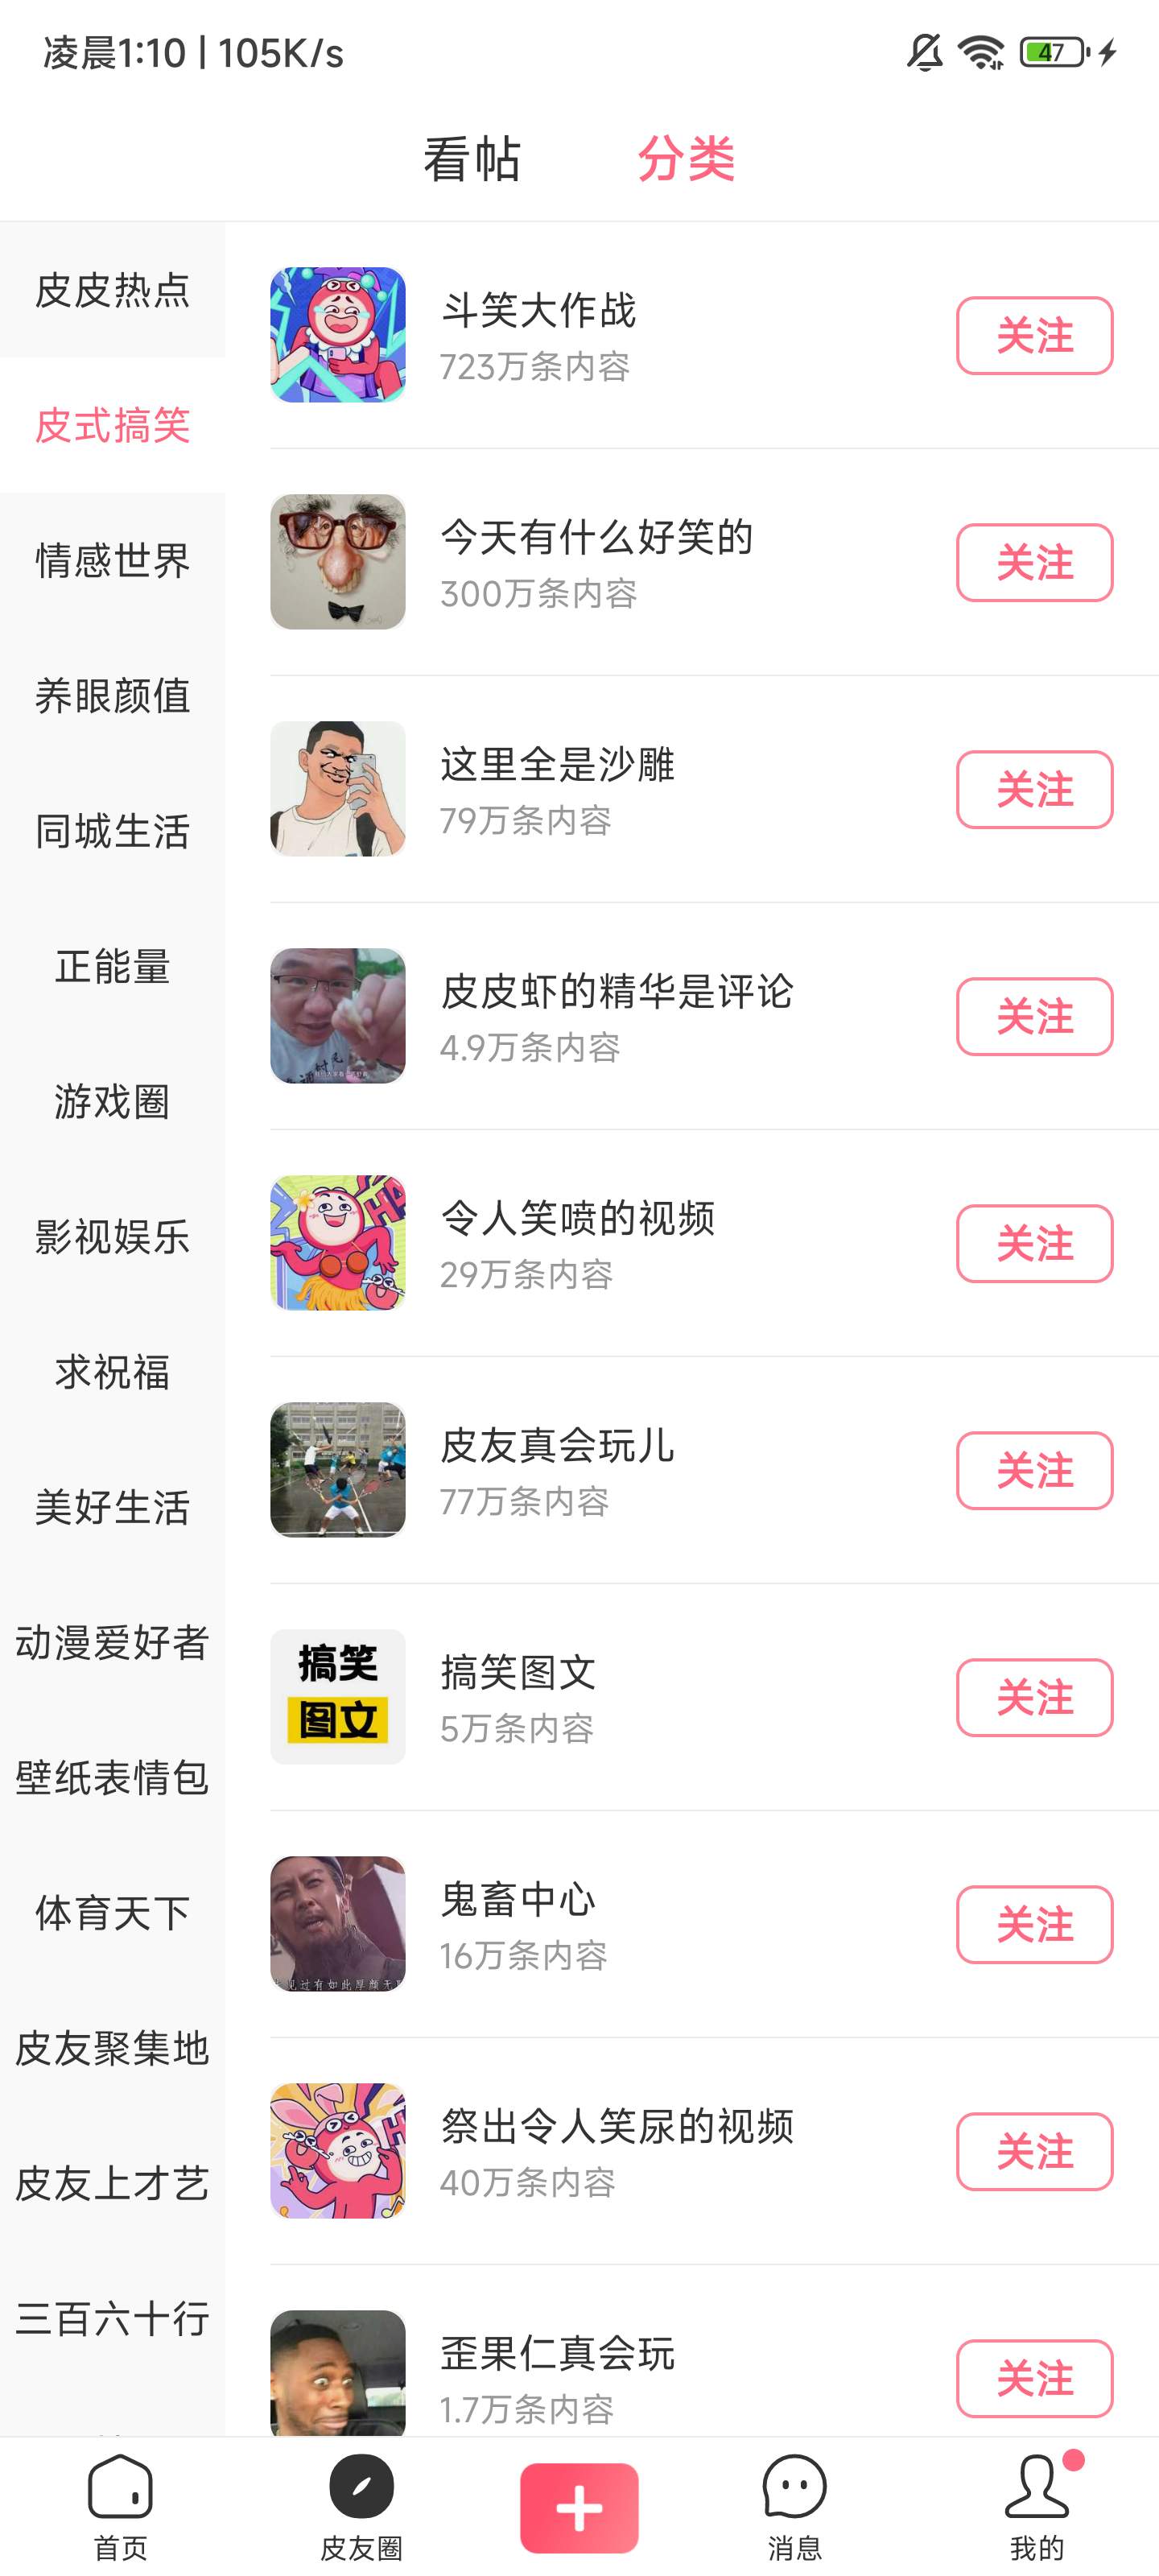 凌晨1:10 | 105K/s
47
看帖
分类
皮皮热点
皮式搞笑
情感世界
养眼颜值
同城生活
正能量
游戏圈
影视娱乐
求祝福
美好生活
动漫爱好者
壁纸表情包
体育天下
皮友聚集地
皮友上才艺
三百六十行
斗笑大作战
723万条内容
关注
今天有什么好笑的
300万条内容
关注
这里全是沙雕
79万条内容
关注
皮皮虾的精华是评论
4.9万条内容
关注
令人笑喷的视频
29万条内容
关注
皮友真会玩儿
77万条内容
关注
搞笑
图文
搞笑图文
5万条内容
关注
见过有如此厚颜无
鬼畜中心
16万条内容
关注
祭出令人笑尿的视频
40万条内容
关注
歪果仁真会玩
1.7万条内容
关注
首页
皮友圈
消息
我的